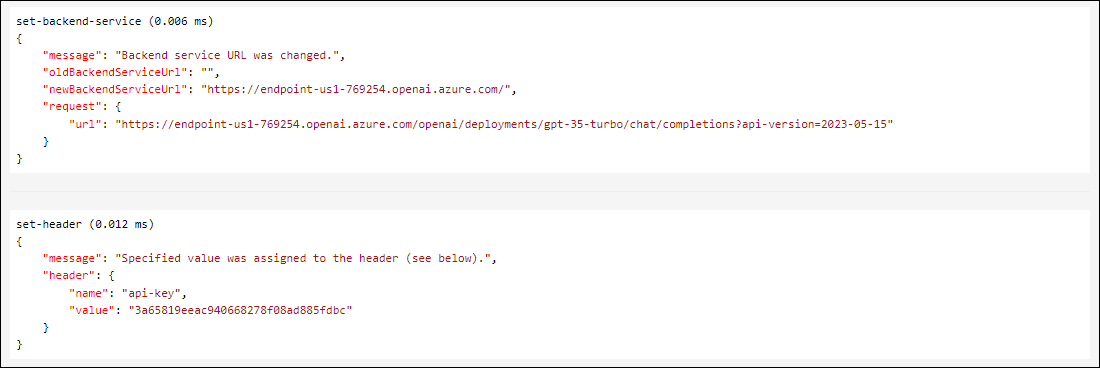 set-backend-service (0.006 ms)
{
    "message": "Backend service URL was changed.",
    "oldBackendServiceUrl": "",
    "newBackendServiceUrl": "https://endpoint-us1-769254.openai.azure.com/",
    "request": {
        "url": "https://endpoint-us1-769254.openai.azure.com/openai/deployments/gpt-35-turbo/chat/completions?api-version=2023-05-15"
    }
}
set-header (0.012 ms)
{
    "message": "Specified value was assigned to the header (see below).",
    "header": {
        "name": "api-key",
        "value": "3a65819eeac940668278f08ad885fdbc"
    }
}